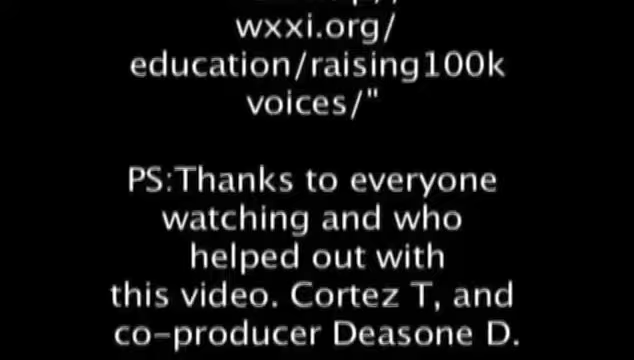 wxxi.org/
education/raising100k
voices/"
PS:Thanks to everyone
watching and who
helped out with
this video. Cortez T, and
co-producer Deasone D.